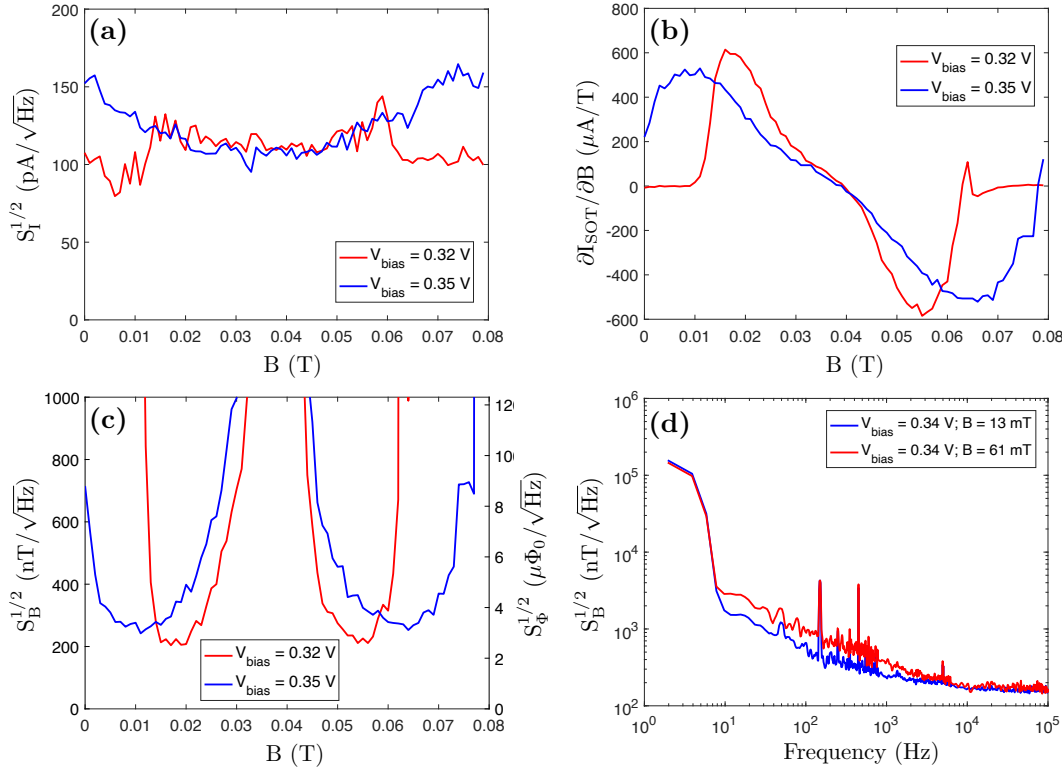 (a)
200
150
100
50
0
S_I^{1/2} (pA/√Hz)
V_bias = 0.32 V
V_bias = 0.35 V
0 0.01 0.02 0.03 0.04 0.05 0.06 0.07 0.08
B (T)
(b)
600
400
200
0
-200
-400
-600
∂I_SOT/∂B (μA/T)
V_bias = 0.32 V
V_bias = 0.35 V
0 0.01 0.02 0.03 0.04 0.05 0.06 0.07 0.08
B (T)
(c)
1000
800
600
400
200
0
S_B^{1/2} (nT/√Hz)
V_bias = 0.32 V
V_bias = 0.35 V
12
10
8
6
4
2
0
S_Φ^{1/2} (μΦ_0/√Hz)
0 0.01 0.02 0.03 0.04 0.05 0.06 0.07 0.08
B (T)
(d)
10^6
10^5
10^4
10^3
10^2
S_B^{1/2} (nT/√Hz)
V_bias = 0.34 V; B = 13 mT
V_bias = 0.34 V; B = 61 mT
10^0 10^1 10^2 10^3 10^4 10^5
Frequency (Hz)